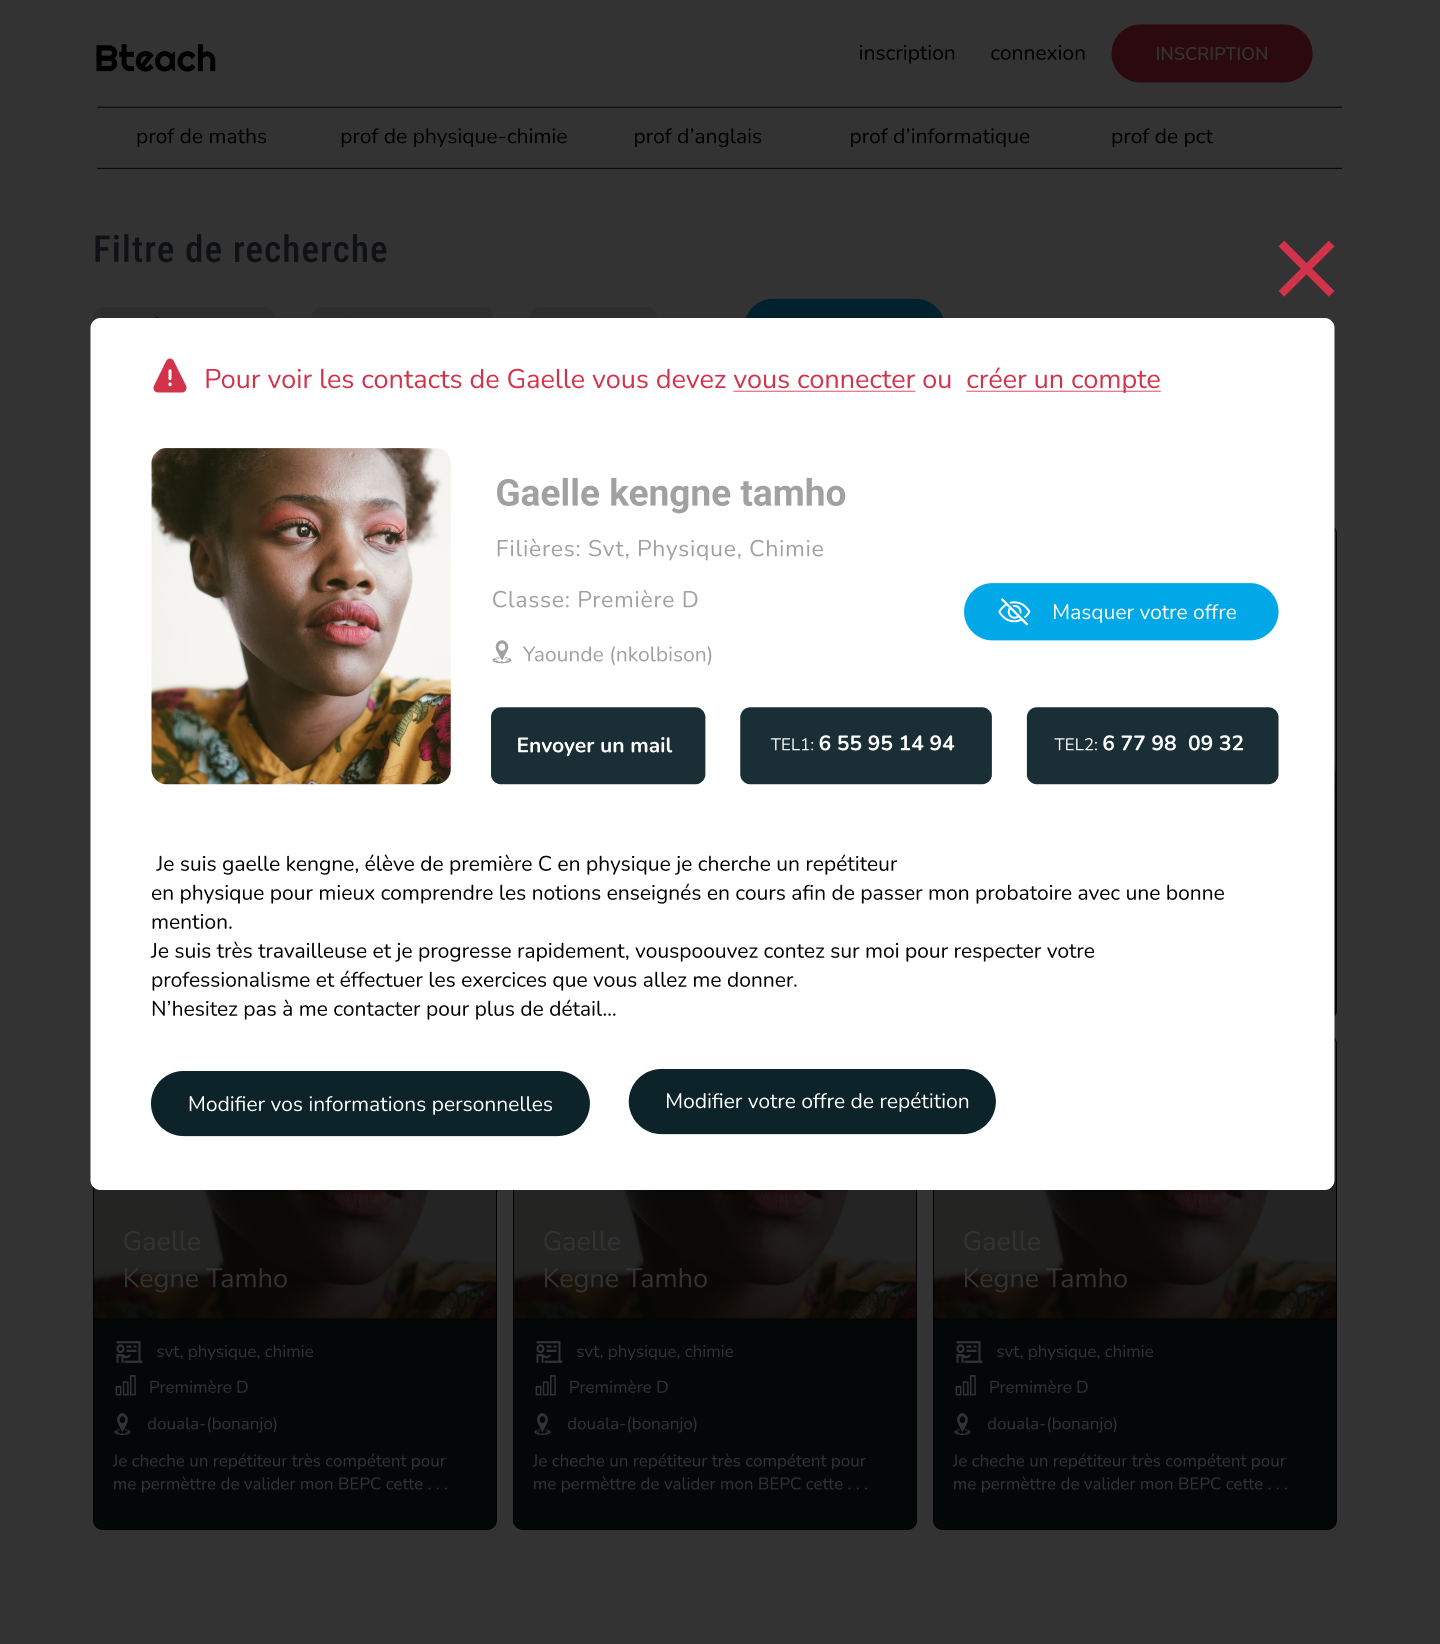 Bteach
inscription connexion INSCRIPTION
prof de maths prof de physique-chimie prof d’anglais prof d’informatique prof de pct
Filtre de recherche
Pour voir les contacts de Gaelle vous devez vous connecter ou créer un compte
Gaelle kengne tamho
Filières: Svt, Physique, Chimie
Classe: Première D
Masquer votre offre
Yaounde (nkolbison)
Envoyer un mail TEL1: 6 55 95 14 94 TEL2: 6 77 98 09 32
Je suis gaelle kengne, élève de première C en physique je cherche un repétiteur
en physique pour mieux comprendre les notions enseignés en cours afin de passer mon probatoire avec une bonne
mention.
Je suis très travailleuse et je progresse rapidement, vouspoouvez contez sur moi pour respecter votre
professionalisme et éffectuer les exercices que vous allez me donner.
N’hesitez pas à me contacter pour plus de détail...
Modifier vos informations personnelles Modifier votre offre de repétition
Gaelle Gaelle Gaelle
Kegne Tamho Kegne Tamho Kegne Tamho
svt, physique, chimie svt, physique, chimie svt, physique, chimie
Premimère D Premimère D Premimère D
douala-(bonanjo) douala-(bonanjo) douala-(bonanjo)
Je cheche un repétiteur très compétent pour Je cheche un repétiteur très compétent pour Je cheche un repétiteur très compétent pour
me permèttre de valider mon BEPC cette . . . me permèttre de valider mon BEPC cette . . . me permèttre de valider mon BEPC cette . . .